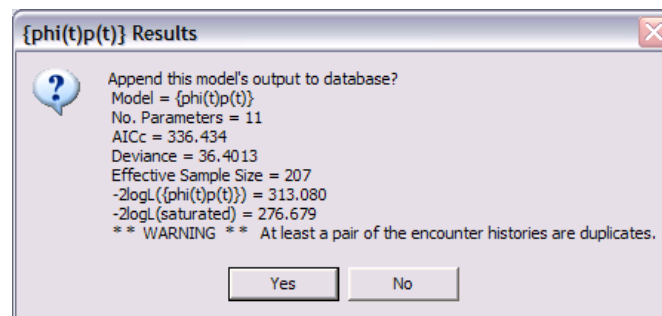 {phi(t)p(t)} Results
Append this model's output to database?
Model = {phi(t)p(t)}
No. Parameters = 11
AICc = 336.434
Deviance = 36.4013
Effective Sample Size = 207
-2logL({phi(t)p(t)}) = 313.080
-2logL(saturated) = 276.679
* * WARNING * * At least a pair of the encounter histories are duplicates.
Yes No